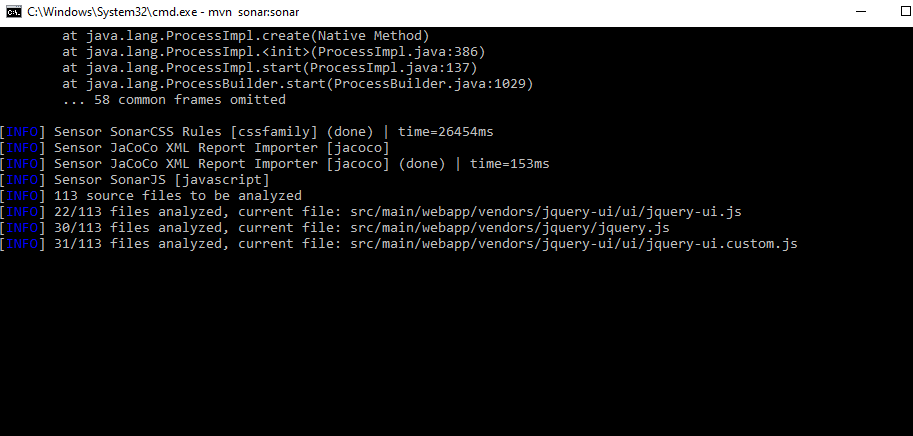 C:\Windows\System32\cmd.exe - mvn  sonar:sonar
at java.lang.ProcessImpl.create(Native Method)
at java.lang.ProcessImpl.<init>(ProcessImpl.java:386)
at java.lang.ProcessImpl.start(ProcessImpl.java:137)
at java.lang.ProcessBuilder.start(ProcessBuilder.java:1029)
... 58 common frames omitted
[INFO] Sensor SonarCSS Rules [cssfamily] (done) | time=26454ms
[INFO] Sensor JaCoCo XML Report Importer [jacoco]
[INFO] Sensor JaCoCo XML Report Importer [jacoco] (done) | time=153ms
[INFO] Sensor SonarJS [javascript]
[INFO] 113 source files to be analyzed
[INFO] 22/113 files analyzed, current file: src/main/webapp/vendors/jquery-ui/ui/jquery-ui.js
[INFO] 30/113 files analyzed, current file: src/main/webapp/vendors/jquery/jquery.js
[INFO] 31/113 files analyzed, current file: src/main/webapp/vendors/jquery-ui/ui/jquery-ui.custom.js